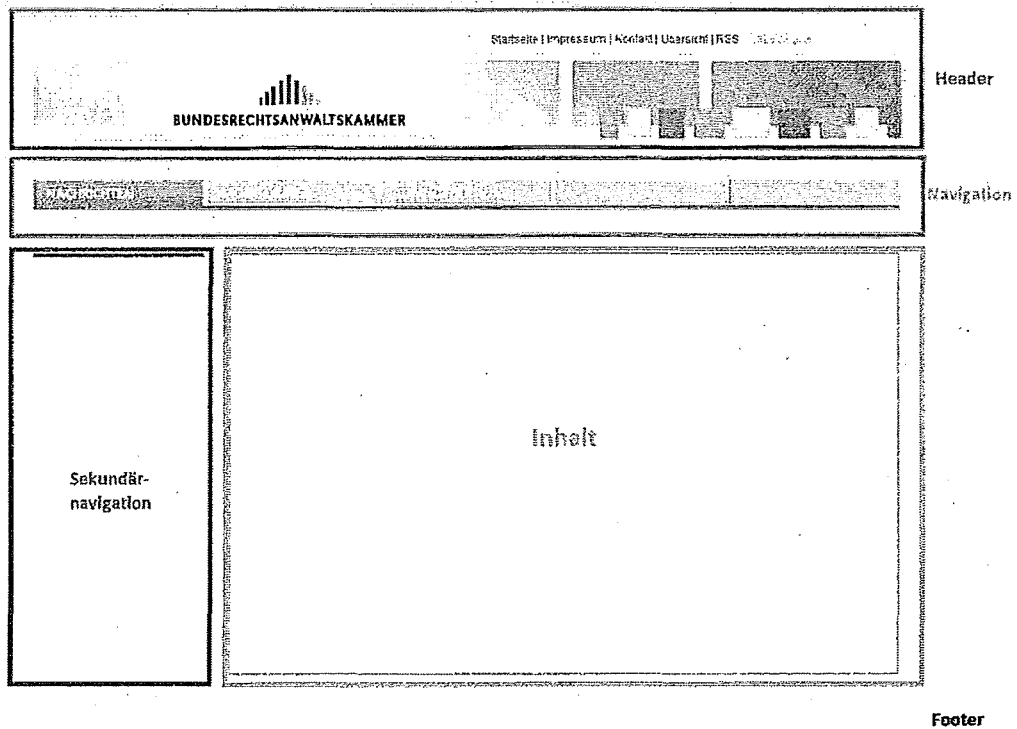 Startseite | Impressum | Kontakt | Übersicht | RSS
Header
BUNDESRECHTSANWALTSKAMMER
Navigation
Inhalt
Sekundär-
navigation
Footer